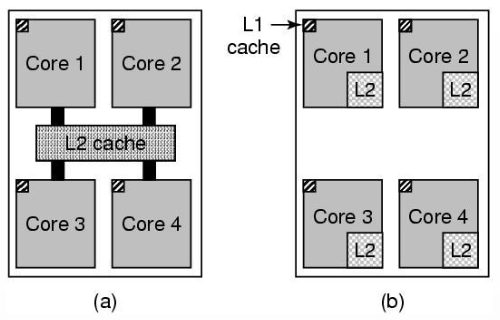 Core 1
Core 2
L2 cache
Core 3
Core 4
(a)
L1
cache
Core 1
L2
Core 2
L2
Core 3
L2
Core 4
L2
(b)